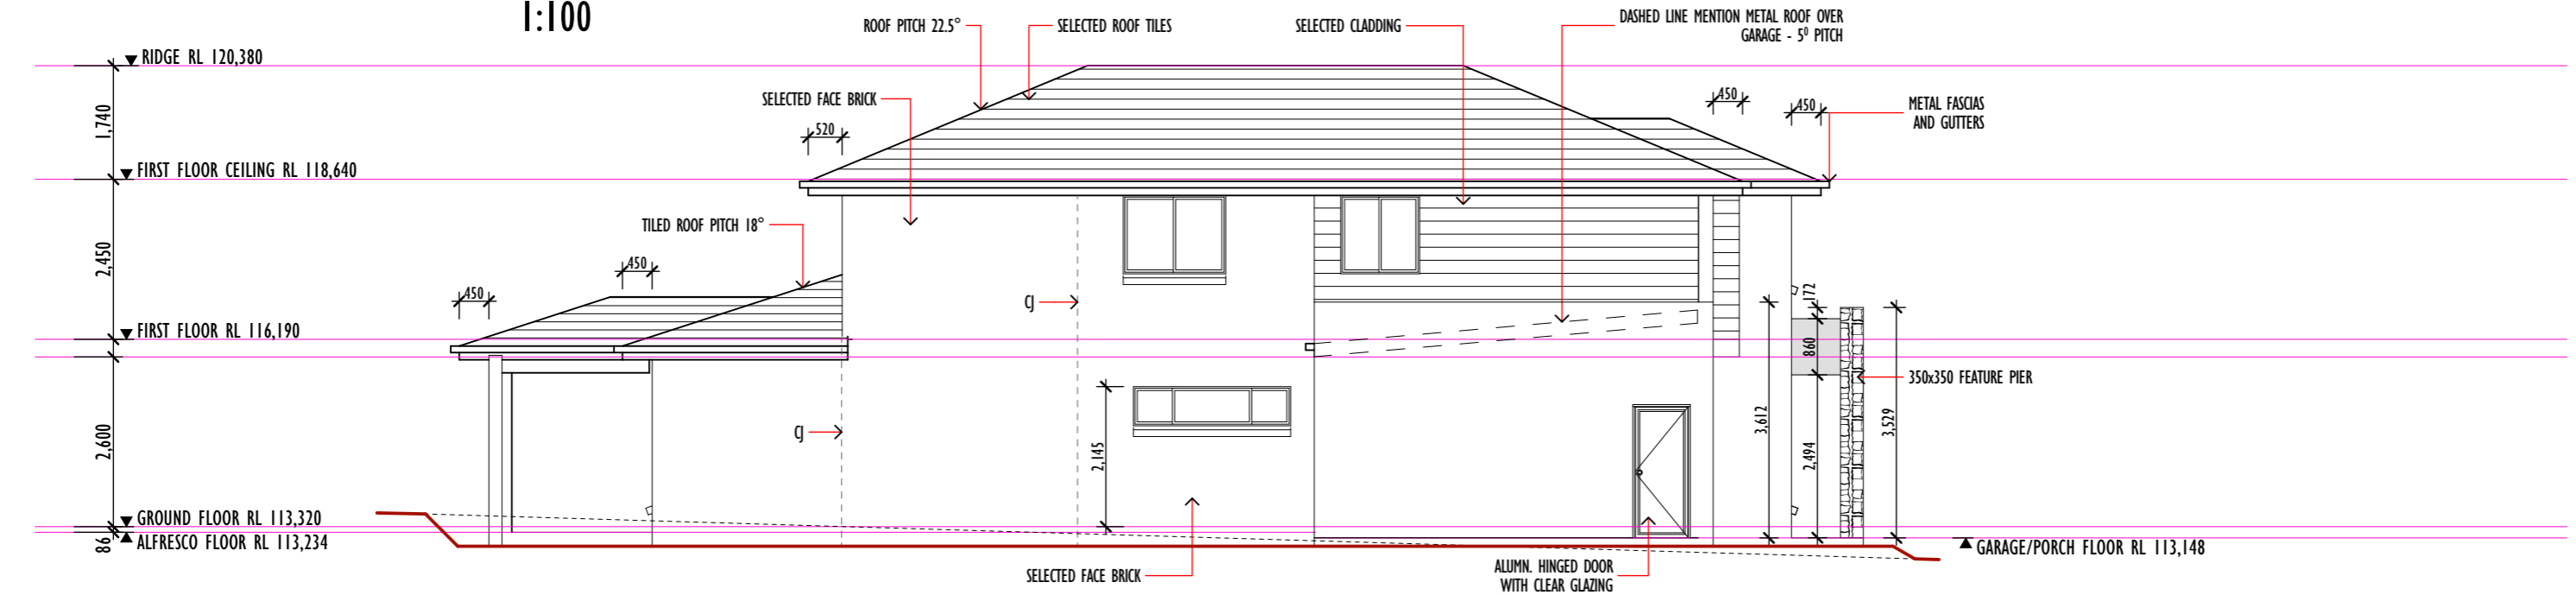 1:100
ROOF PITCH 22.5°
SELECTED ROOF TILES
SELECTED CLADDING
DASHED LINE MENTION METAL ROOF OVER
GARAGE - 5⁰ PITCH
RIDGE RL 120,380
1,740
SELECTED FACE BRICK
520
450
450
METAL FASCIAS
AND GUTTERS
FIRST FLOOR CEILING RL 118,640
2,450
TILED ROOF PITCH 18°
450
450
CJ
172
FIRST FLOOR RL 116,190
860
350x350 FEATURE PIER
2,600
CJ
2,145
3,612
2,494
3,529
GROUND FLOOR RL 113,320
86
ALFRESCO FLOOR RL 113,234
GARAGE/PORCH FLOOR RL 113,148
SELECTED FACE BRICK
ALUMN. HINGED DOOR
WITH CLEAR GLAZING